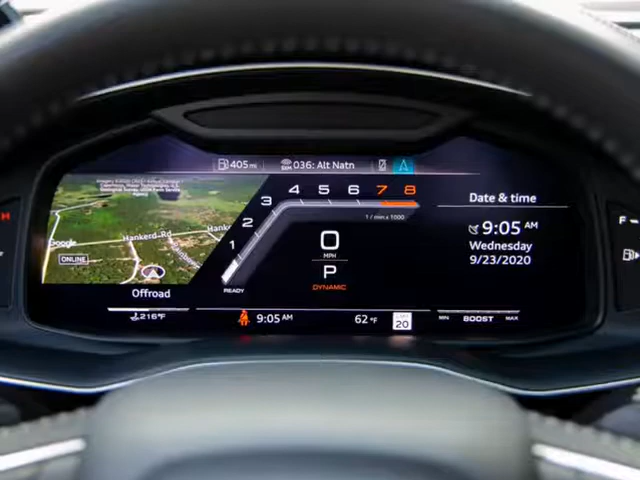 405 mi
SXM 036: Alt Natn
Google
ONLINE
Hankerd Rd
Offroad
216°F
1 2 3 4 5 6 7 8
1 / min x 1000
0
MPH
P
DYNAMIC
READY
Date & time
9:05 AM
Wednesday
9/23/2020
9:05 AM
62 °F
LIMIT
20
MIN BOOST MAX
H
F